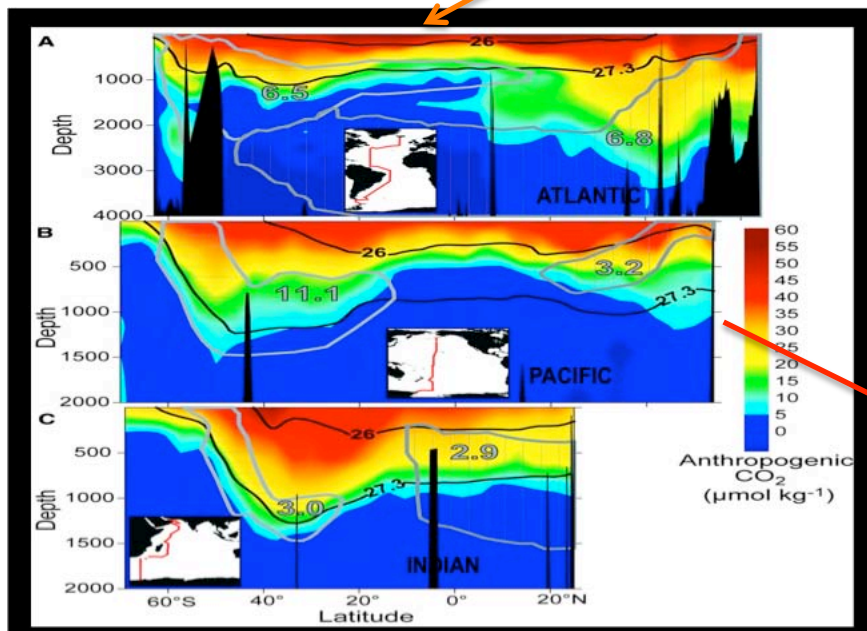 A
26
27.3
6.5
6.8
1000
2000
3000
4000
Depth
ATLANTIC
B
26
27.3
11.1
3.2
500
1000
1500
2000
Depth
PACIFIC
C
26
27.3
3.0
2.9
500
1000
1500
2000
Depth
INDIAN
60°S
40°
20°
0°
20°N
Latitude
60
55
50
45
40
35
30
25
20
15
10
5
0
Anthropogenic
CO₂
(μmol kg⁻¹)